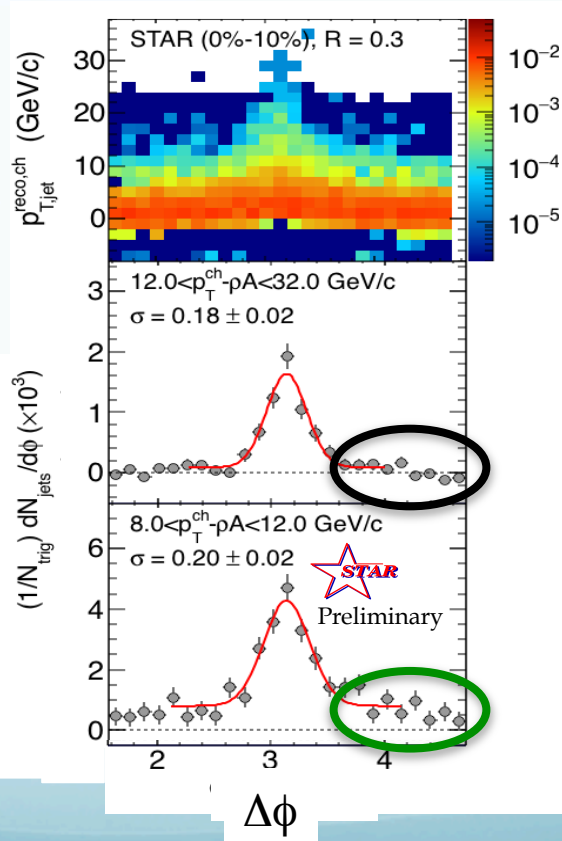 STAR (0%-10%), R = 0.3
p_{T,jet}^{reco,ch} (GeV/c)
30
20
10
0
10^{-2}
10^{-3}
10^{-4}
10^{-5}
12.0<p_T^{ch}-ρA<32.0 GeV/c
σ = 0.18 ± 0.02
3
2
1
0
(1/N_{trig}) dN_{jets}/dϕ (×10^3)
8.0<p_T^{ch}-ρA<12.0 GeV/c
σ = 0.20 ± 0.02
STAR
Preliminary
6
4
2
0
2 3 4
Δϕ